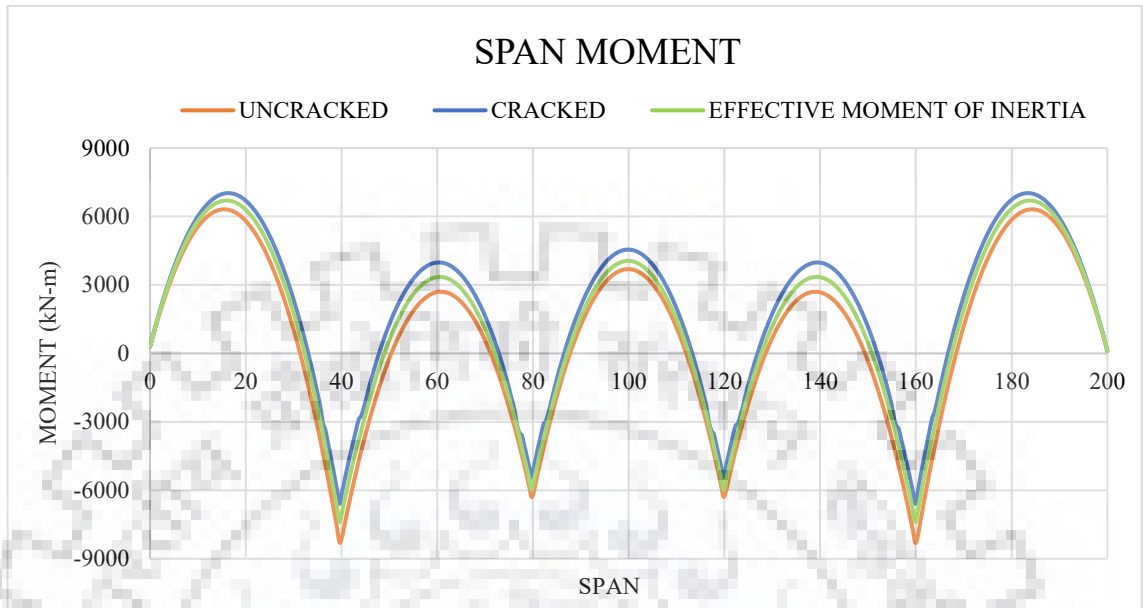 SPAN MOMENT
UNCRACKED CRACKED EFFECTIVE MOMENT OF INERTIA
9000
6000
3000
0
-3000
-6000
-9000
MOMENT (kN-m)
0 20 40 60 80 100 120 140 160 180 200
SPAN